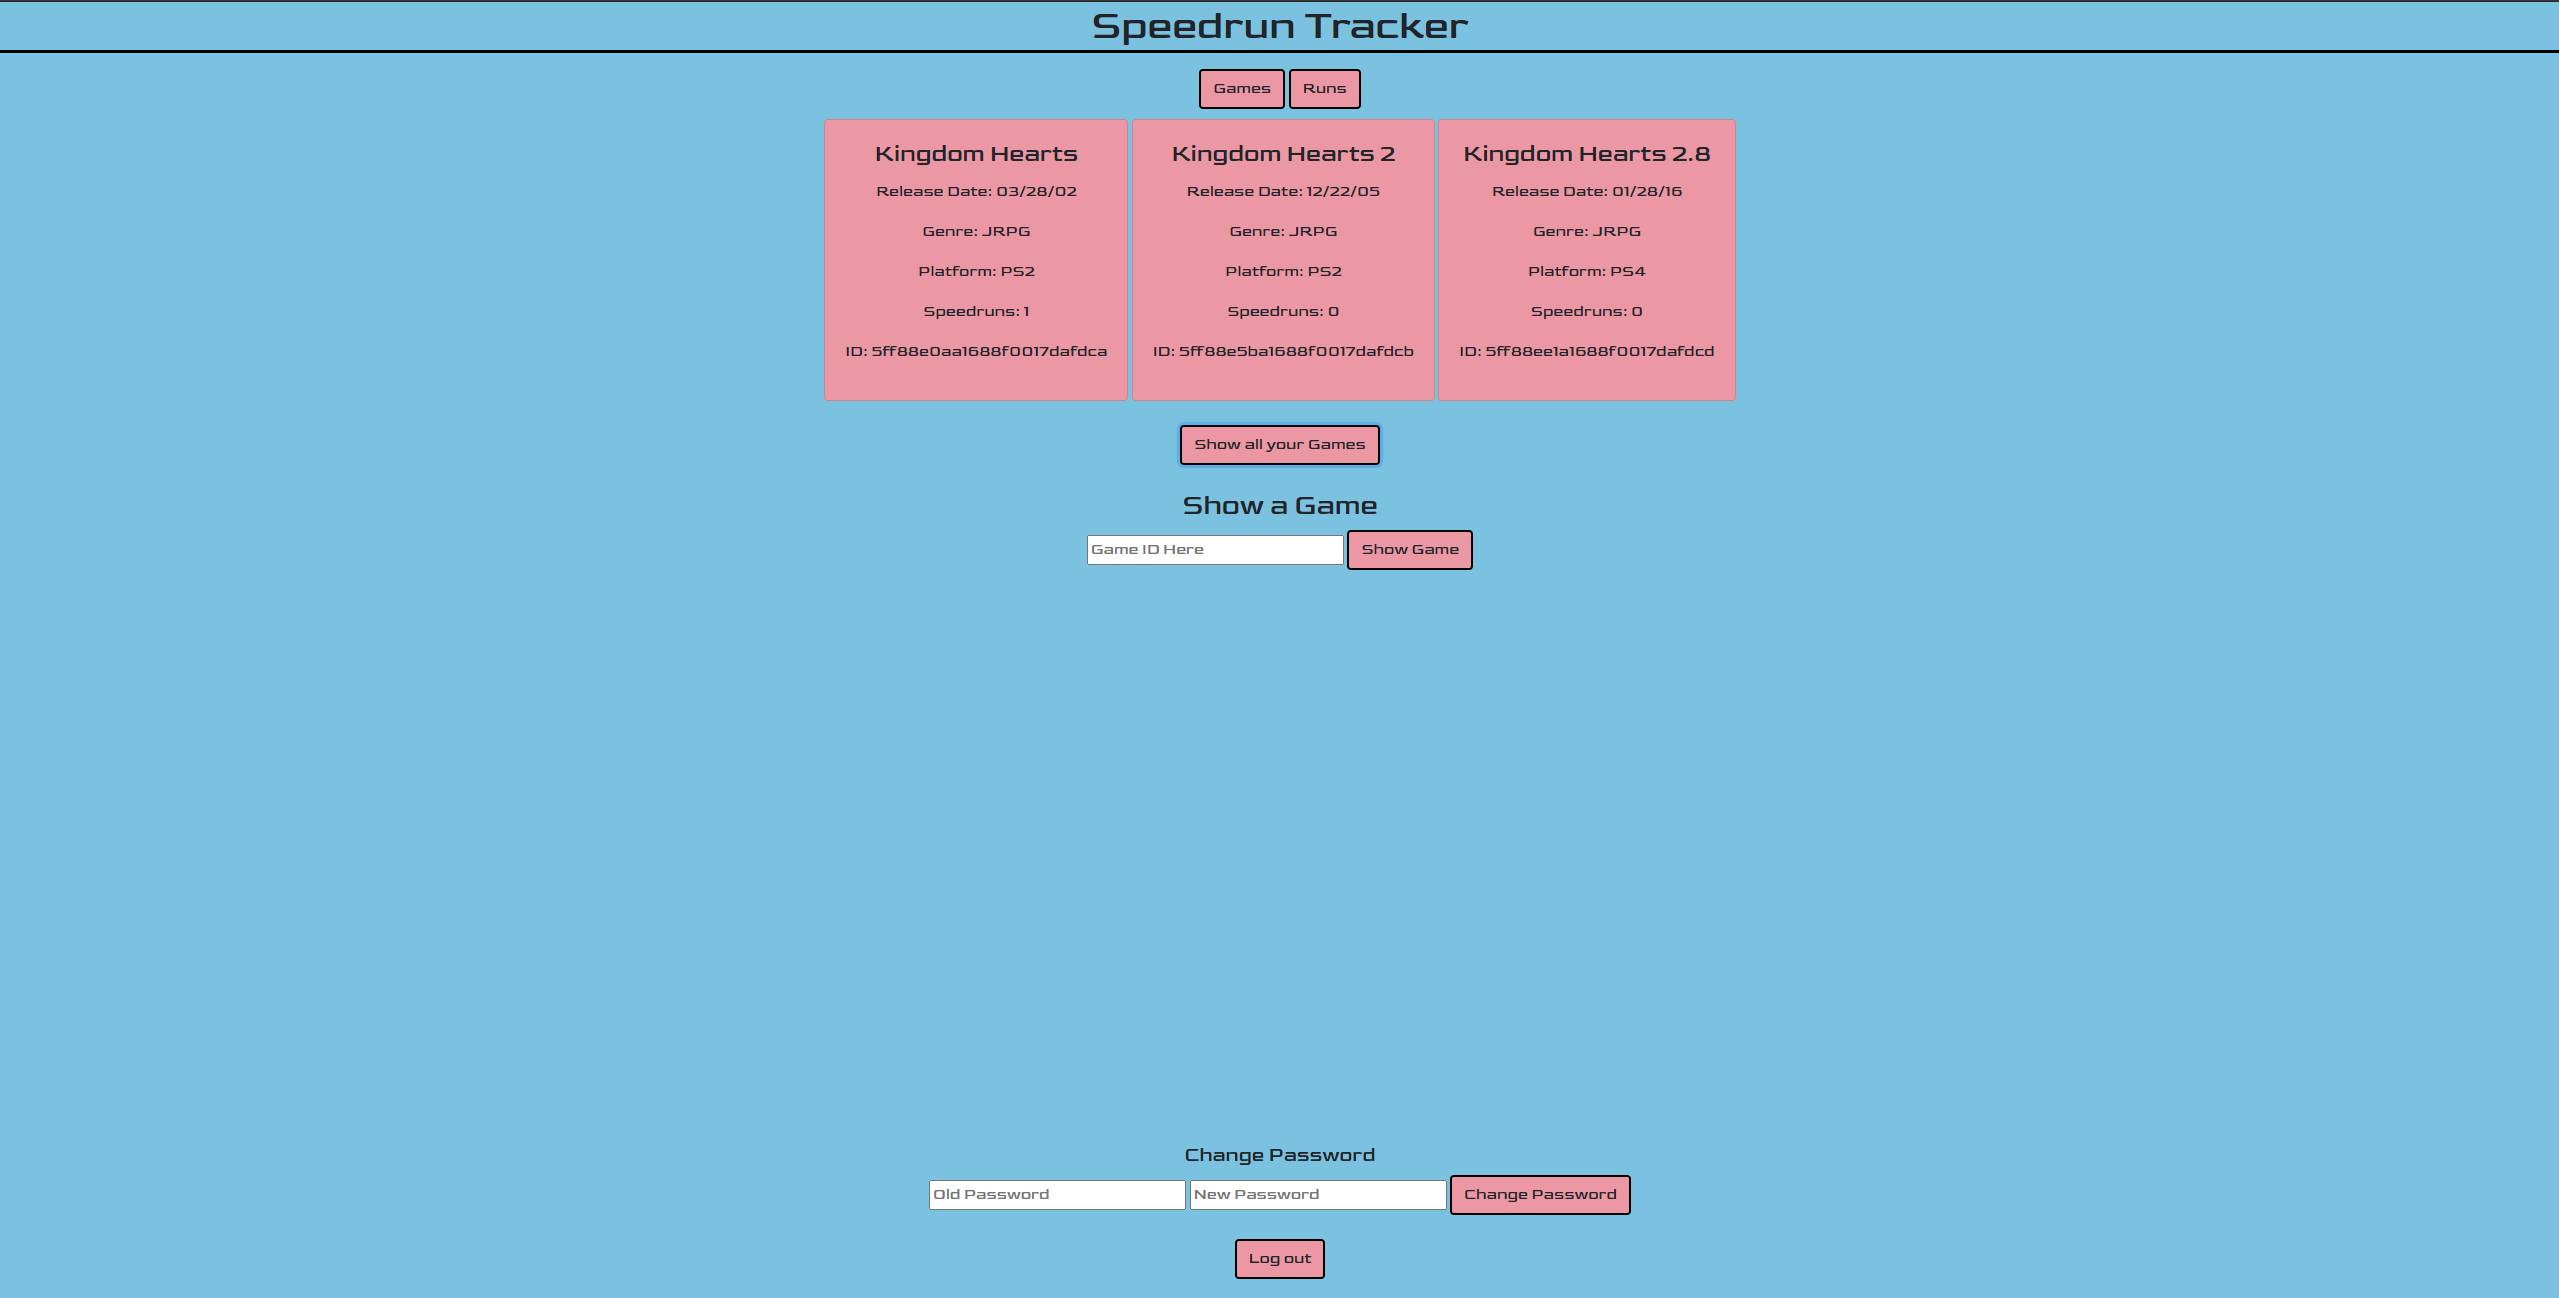 Speedrun Tracker
Games Runs
Kingdom Hearts
Release Date: 03/28/02
Genre: JRPG
Platform: PS2
Speedruns: 1
ID: 5ff88e0aa1688f0017dafdca
Kingdom Hearts 2
Release Date: 12/22/05
Genre: JRPG
Platform: PS2
Speedruns: 0
ID: 5ff88e5ba1688f0017dafdcb
Kingdom Hearts 2.8
Release Date: 01/28/16
Genre: JRPG
Platform: PS4
Speedruns: 0
ID: 5ff88ee1a1688f0017dafdcd
Show all your Games
Show a Game
Game ID Here Show Game
Change Password
Old Password New Password Change Password
Log out